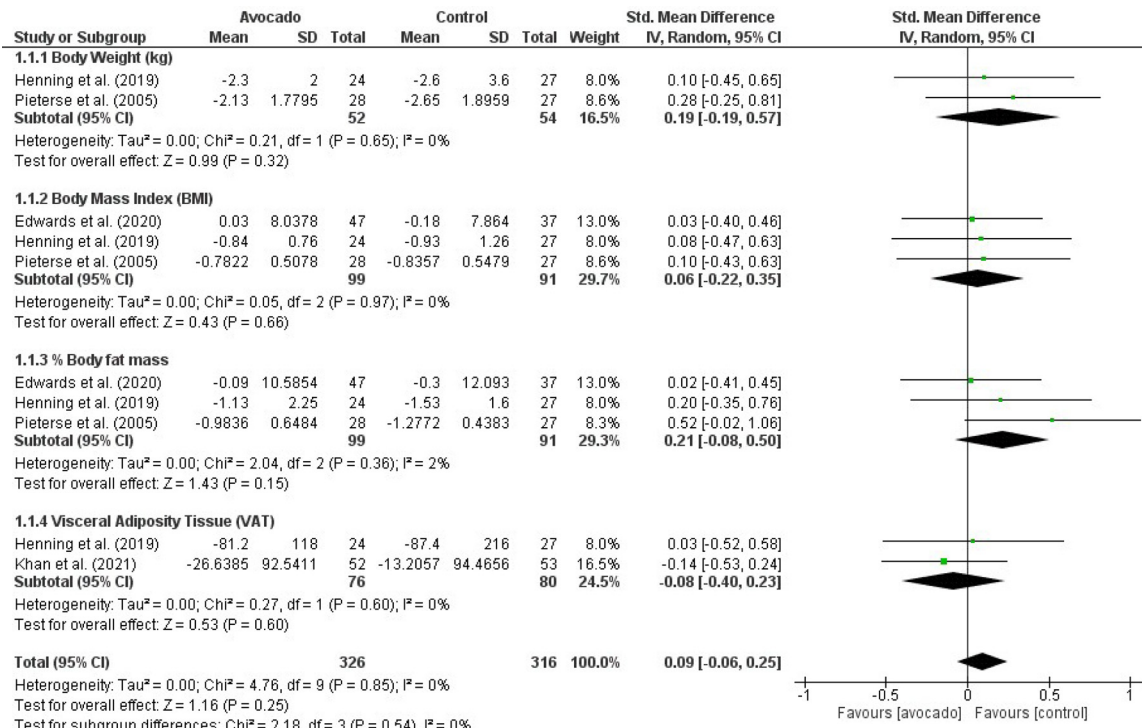 Avocado Control Std. Mean Difference Std. Mean Difference
Study or Subgroup Mean SD Total Mean SD Total Weight IV, Random, 95% CI IV, Random, 95% CI
1.1.1 Body Weight (kg)
Henning et al. (2019) -2.3 2 24 -2.6 3.6 27 8.0% 0.10 [-0.45, 0.65]
Pieterse et al. (2005) -2.13 1.7795 28 -2.65 1.8959 27 8.6% 0.28 [-0.25, 0.81]
Subtotal (95% CI) 52 54 16.5% 0.19 [-0.19, 0.57]
Heterogeneity: Tau² = 0.00; Chi² = 0.21, df = 1 (P = 0.65); I² = 0%
Test for overall effect: Z = 0.99 (P = 0.32)
1.1.2 Body Mass Index (BMI)
Edwards et al. (2020) 0.03 8.0378 47 -0.18 7.864 37 13.0% 0.03 [-0.40, 0.46]
Henning et al. (2019) -0.84 0.76 24 -0.93 1.26 27 8.0% 0.08 [-0.47, 0.63]
Pieterse et al. (2005) -0.7822 0.5078 28 -0.8357 0.5479 27 8.6% 0.10 [-0.43, 0.63]
Subtotal (95% CI) 99 91 29.7% 0.06 [-0.22, 0.35]
Heterogeneity: Tau² = 0.00; Chi² = 0.05, df = 2 (P = 0.97); I² = 0%
Test for overall effect: Z = 0.43 (P = 0.66)
1.1.3 % Body fat mass
Edwards et al. (2020) -0.09 10.5854 47 -0.3 12.093 37 13.0% 0.02 [-0.41, 0.45]
Henning et al. (2019) -1.13 2.25 24 -1.53 1.6 27 8.0% 0.20 [-0.35, 0.76]
Pieterse et al. (2005) -0.9836 0.6484 28 -1.2772 0.4383 27 8.3% 0.52 [-0.02, 1.06]
Subtotal (95% CI) 99 91 29.3% 0.21 [-0.08, 0.50]
Heterogeneity: Tau² = 0.00; Chi² = 2.04, df = 2 (P = 0.36); I² = 2%
Test for overall effect: Z = 1.43 (P = 0.15)
1.1.4 Visceral Adiposity Tissue (VAT)
Henning et al. (2019) -81.2 118 24 -87.4 216 27 8.0% 0.03 [-0.52, 0.58]
Khan et al. (2021) -26.6385 92.5411 52 -13.2057 94.4656 53 16.5% -0.14 [-0.53, 0.24]
Subtotal (95% CI) 76 80 24.5% -0.08 [-0.40, 0.23]
Heterogeneity: Tau² = 0.00; Chi² = 0.27, df = 1 (P = 0.60); I² = 0%
Test for overall effect: Z = 0.53 (P = 0.60)
Total (95% CI) 326 316 100.0% 0.09 [-0.06, 0.25]
Heterogeneity: Tau² = 0.00; Chi² = 4.76, df = 9 (P = 0.85); I² = 0%
Test for overall effect: Z = 1.16 (P = 0.25)
Test for subgroup differences: Chi² = 2.18, df = 3 (P = 0.54), I² = 0%
-1 -0.5 0 0.5 1
Favours [avocado] Favours [control]